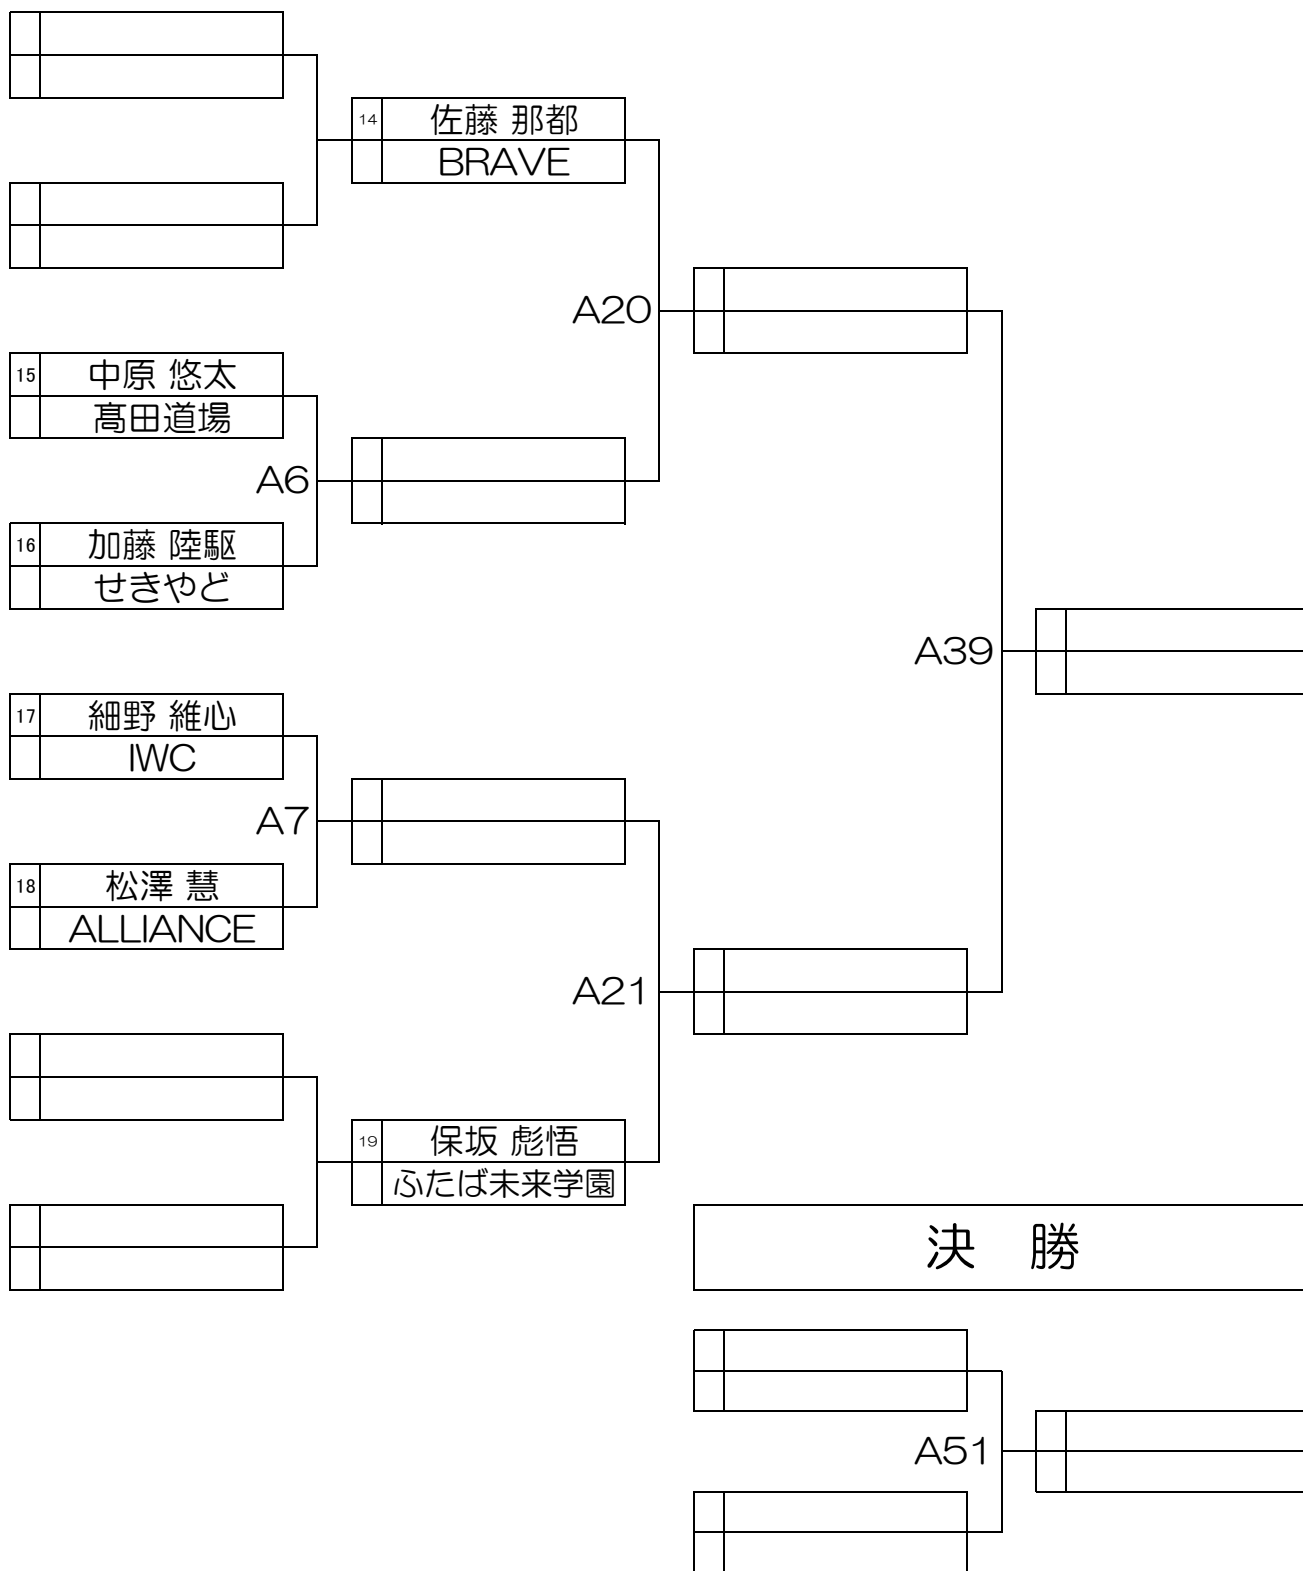 14 佐藤 那都
BRAVE
A20
15 中原 悠太
髙田道場
A6
16 加藤 陸駆
せきやど
A39
17 細野 維心
IWC
A7
18 松澤 慧
ALLIANCE
A21
19 保坂 彪悟
ふたば未来学園
決 勝
A51